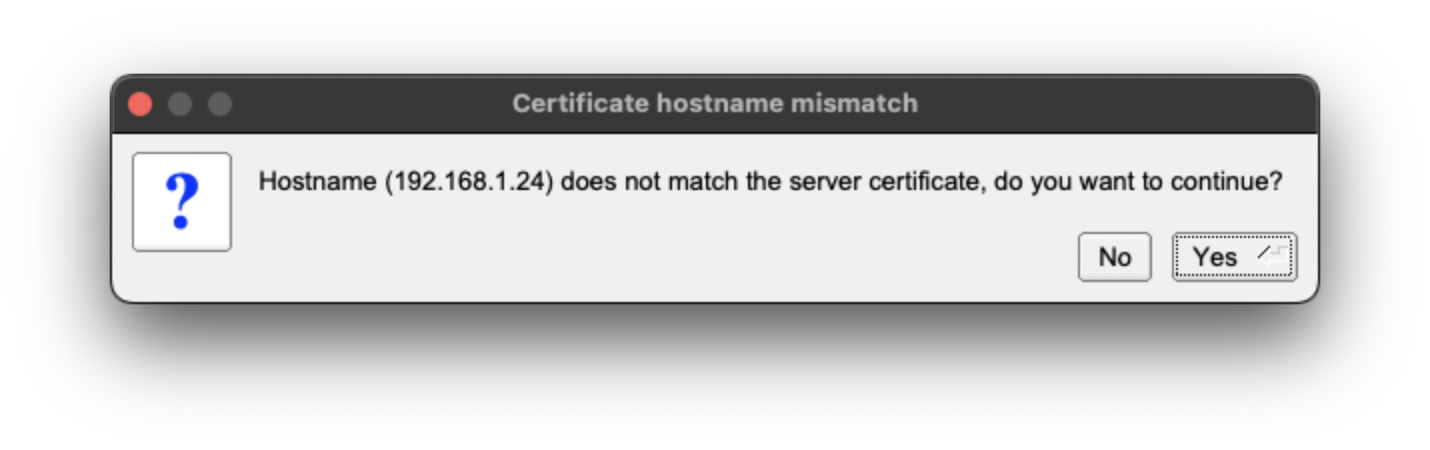 Certificate hostname mismatch
?
Hostname (192.168.1.24) does not match the server certificate, do you want to continue?
No
Yes